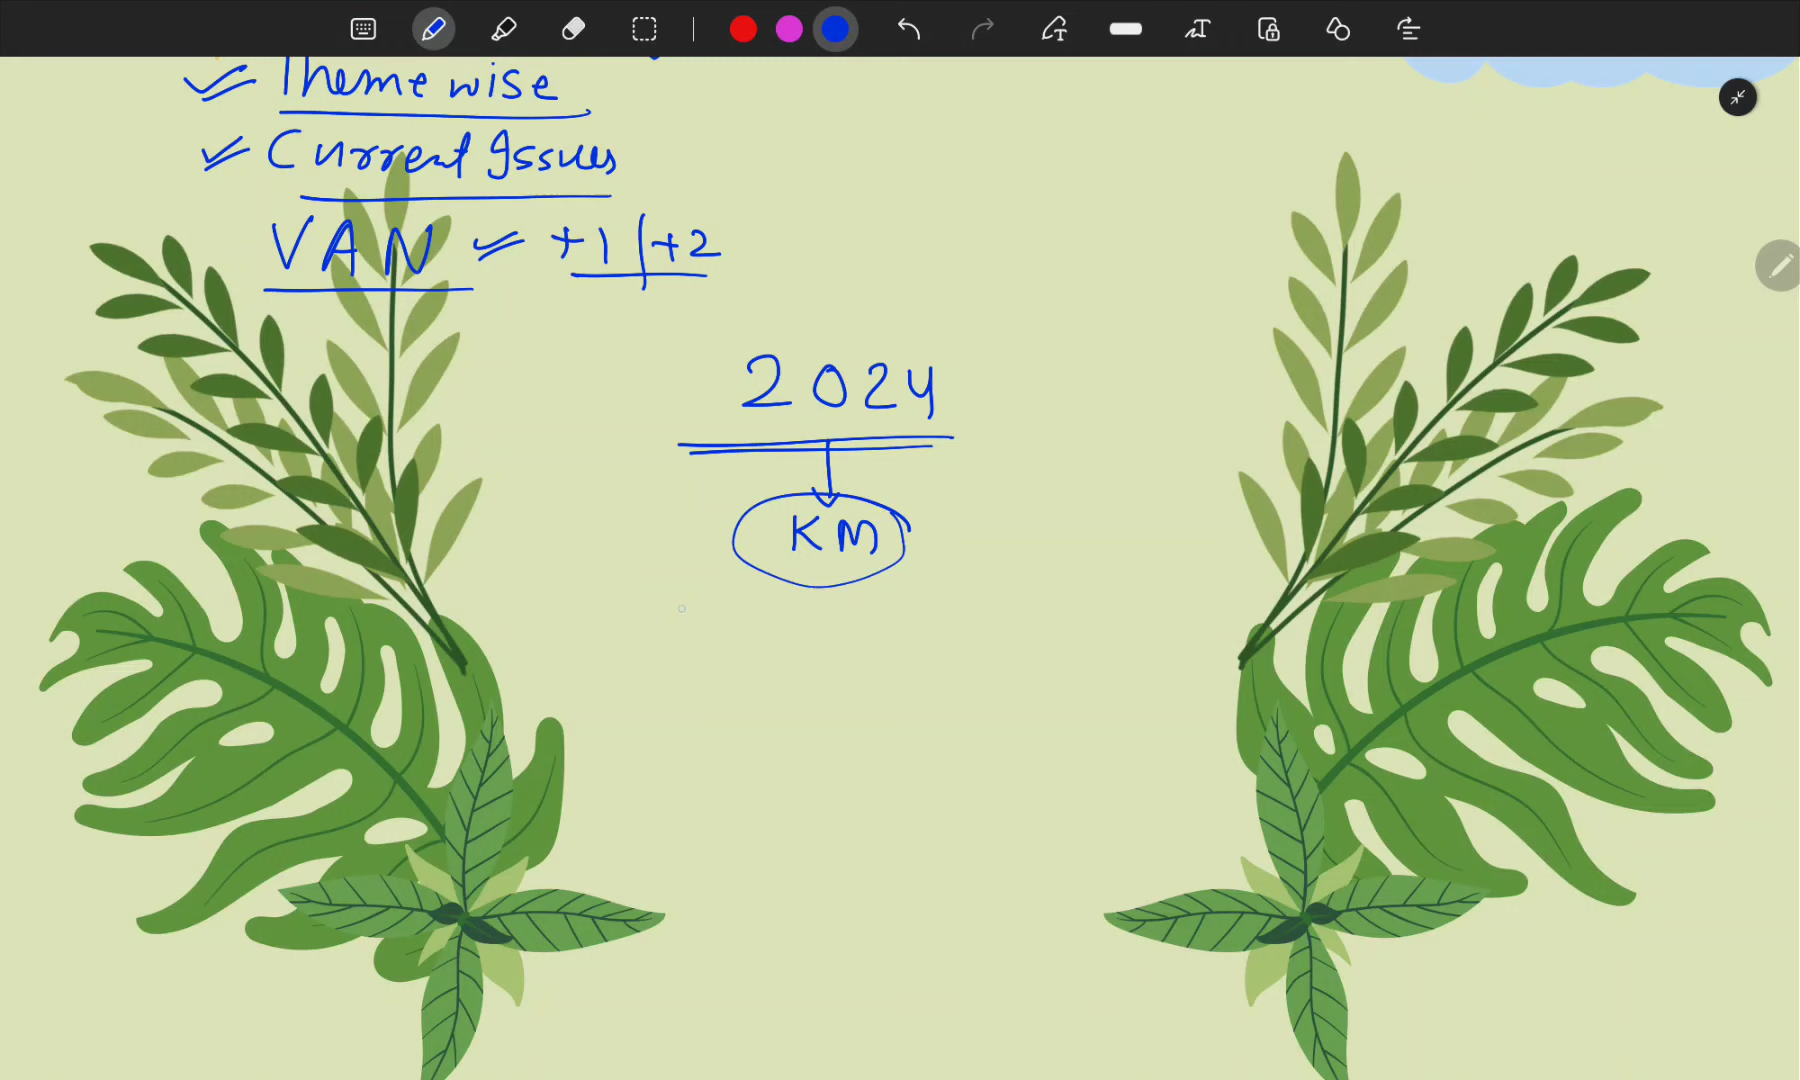 ✓ Theme wise
✓ Current Issues
VAN ✓ +1 | +2
2024
KM